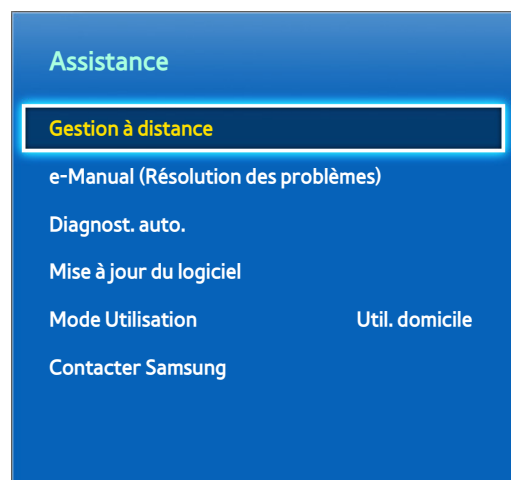 Assistance
Gestion à distance
e-Manual (Résolution des problèmes)
Diagnost. auto.
Mise à jour du logiciel
Mode Utilisation Util. domicile
Contacter Samsung